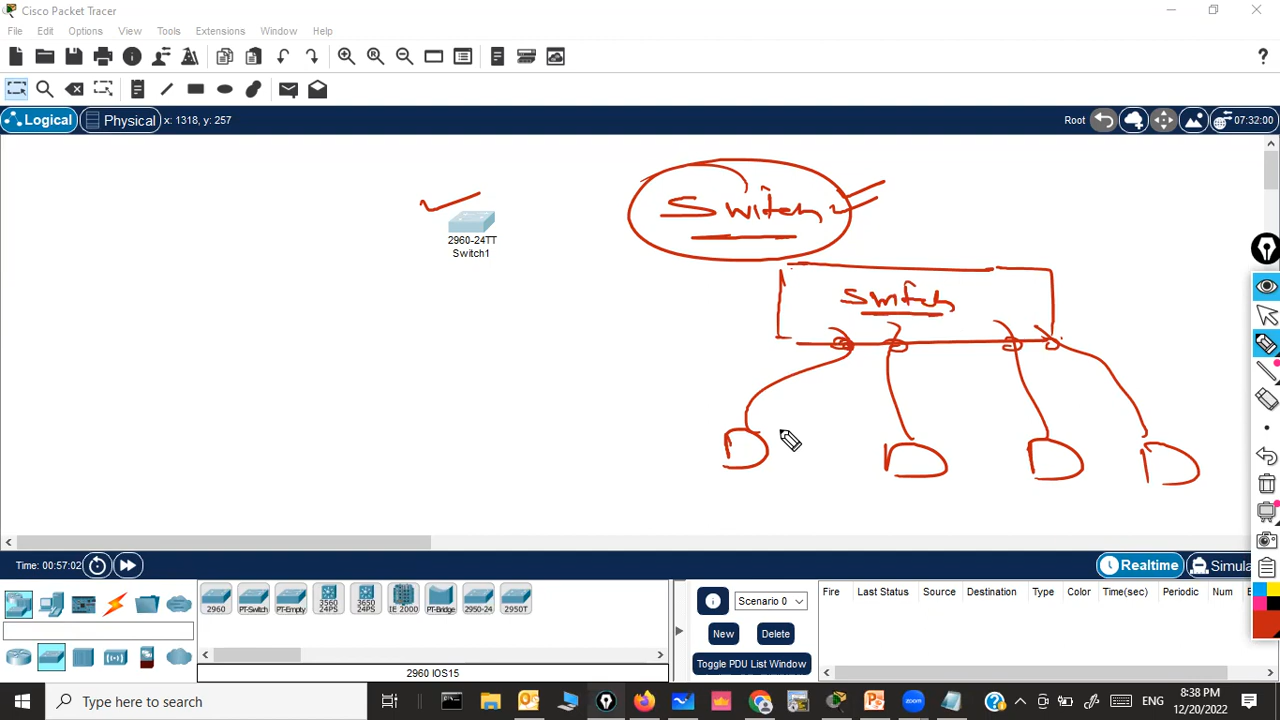 Cisco Packet Tracer
File Edit Options View Tools Extensions Window Help
Logical Physical x: 1318, y: 257 Root 07:32:00
Switch
2960-24TT
Switch1
Switch
D D D D
Time: 00:57:02 Realtime Simula
2960 PT-Switch PT-Empty 3560 24PS 3650 24PS IE 2000 PT-Bridge 2950-24 2950T
Scenario 0
Fire Last Status Source Destination Type Color Time(sec) Periodic Num
New Delete
Toggle PDU List Window
2960 IOS15
Type here to search
ENG
8:38 PM
12/20/2022